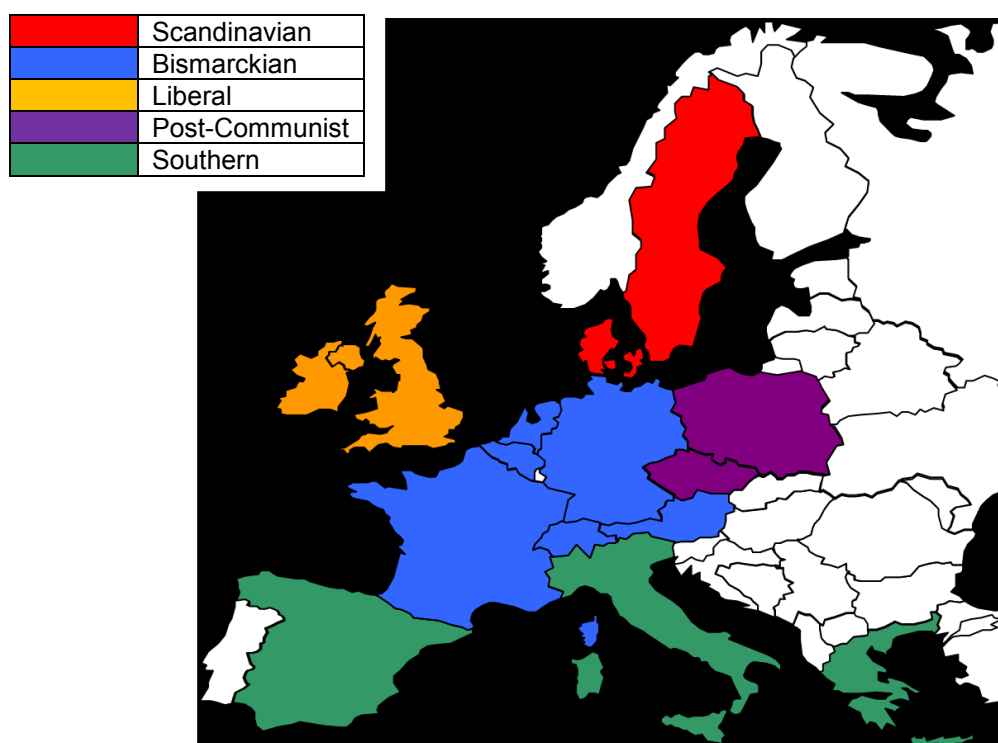 Scandinavian
Bismarckian
Liberal
Post-Communist
Southern